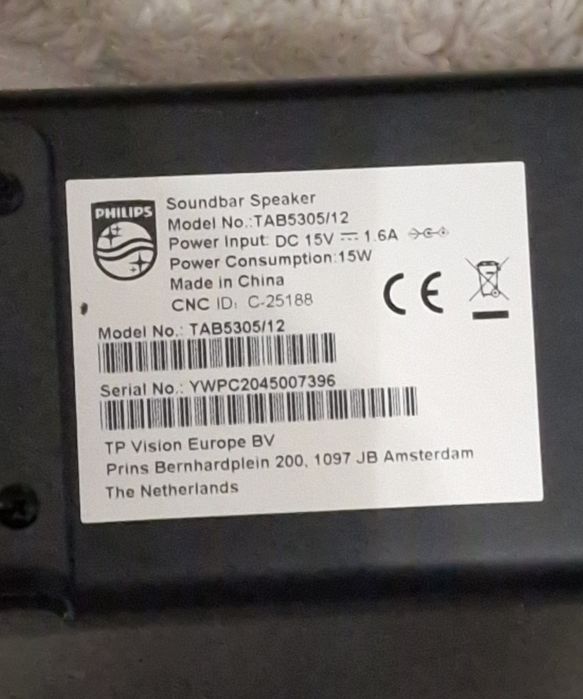 PHILIPS
Soundbar Speaker
Model No.:TAB5305/12
Power Input: DC 15V ⎓ 1.6A
Power Consumption:15W
Made in China
CNC ID: C-25188
CE
Model No.: TAB5305/12
Serial No.: YWPC2045007396
TP Vision Europe BV
Prins Bernhardplein 200, 1097 JB Amsterdam
The Netherlands